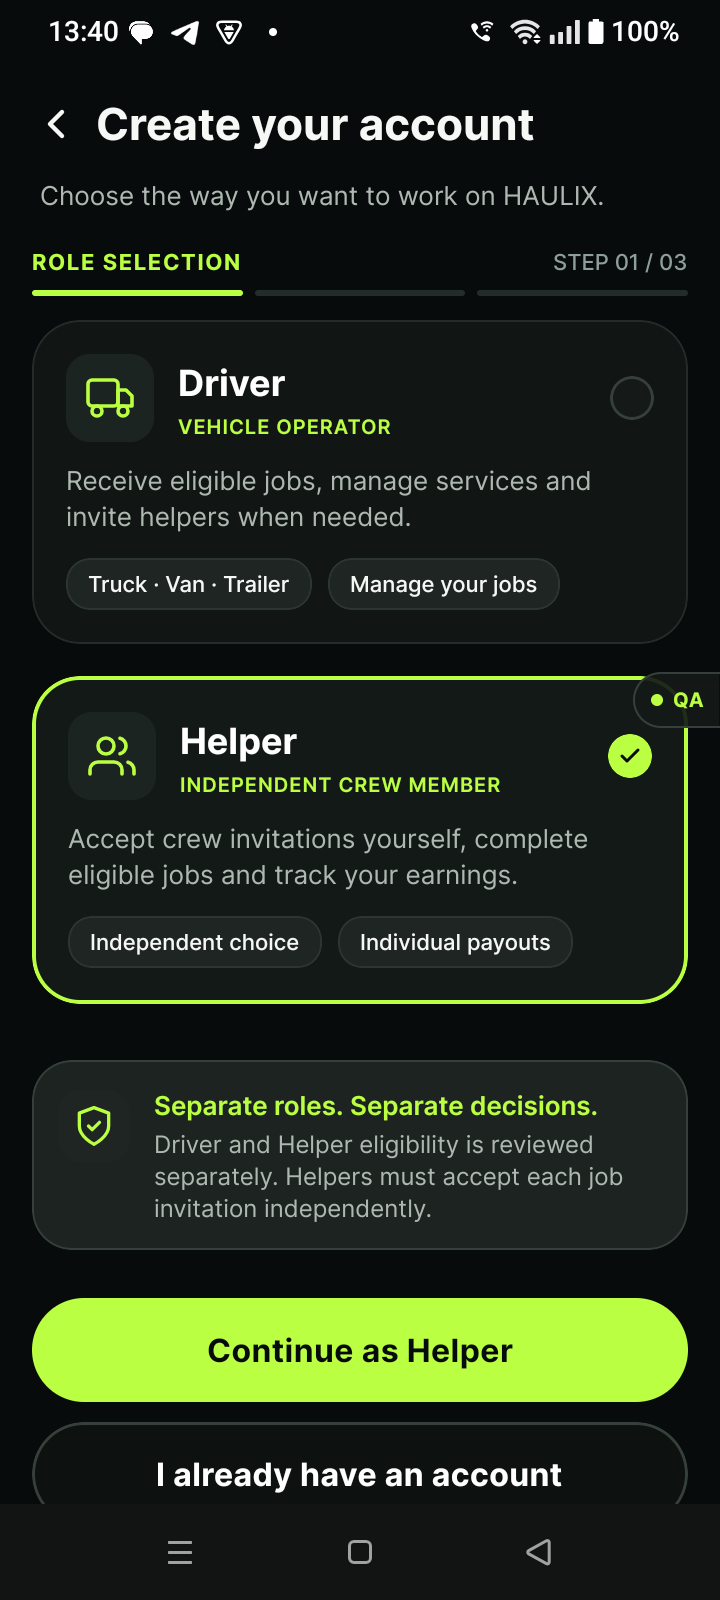 13:40
100%
Create your account
Choose the way you want to work on HAULIX.
ROLE SELECTION
STEP 01 / 03
Driver
VEHICLE OPERATOR
Receive eligible jobs, manage services and
invite helpers when needed.
Truck · Van · Trailer
Manage your jobs
QA
Helper
INDEPENDENT CREW MEMBER
Accept crew invitations yourself, complete
eligible jobs and track your earnings.
Independent choice
Individual payouts
Separate roles. Separate decisions.
Driver and Helper eligibility is reviewed
separately. Helpers must accept each job
invitation independently.
Continue as Helper
I already have an account